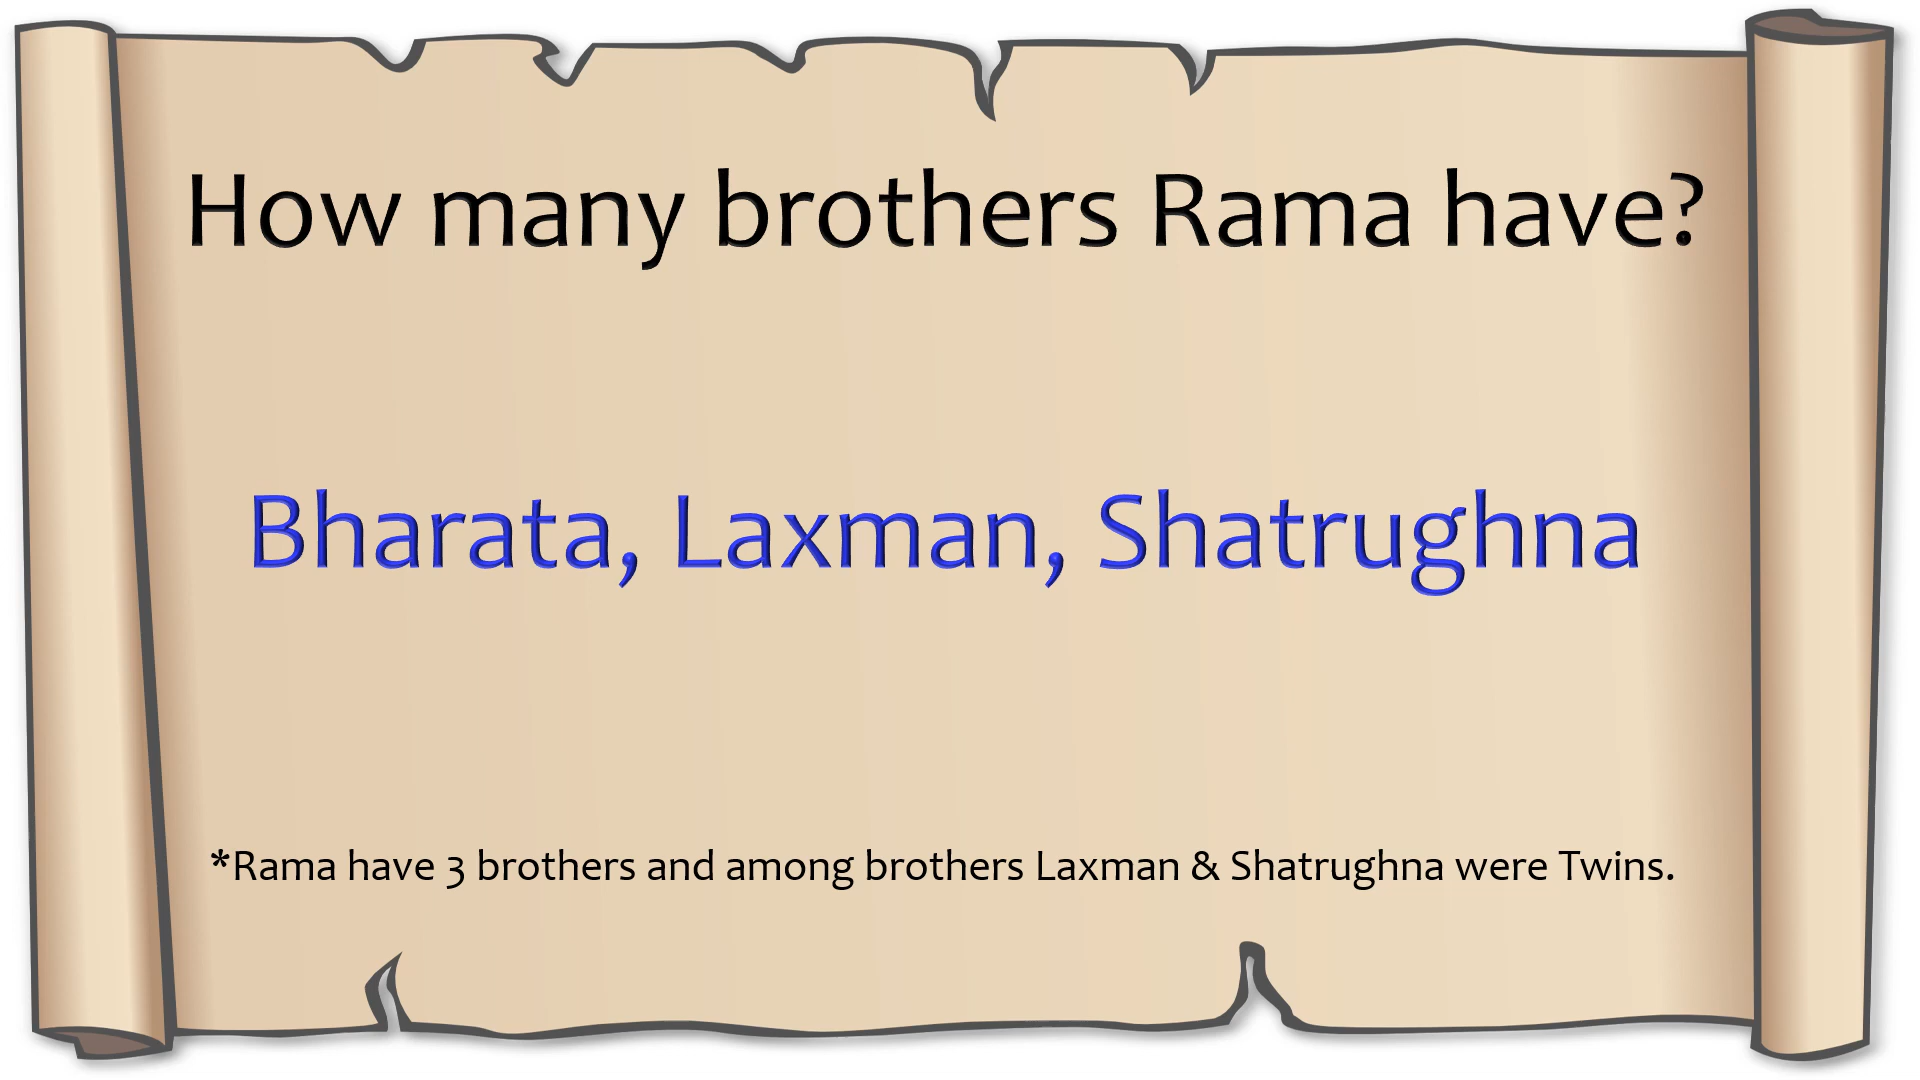 How many brothers Rama have?
Bharata, Laxman, Shatrughna
*Rama have 3 brothers and among brothers Laxman & Shatrughna were Twins.